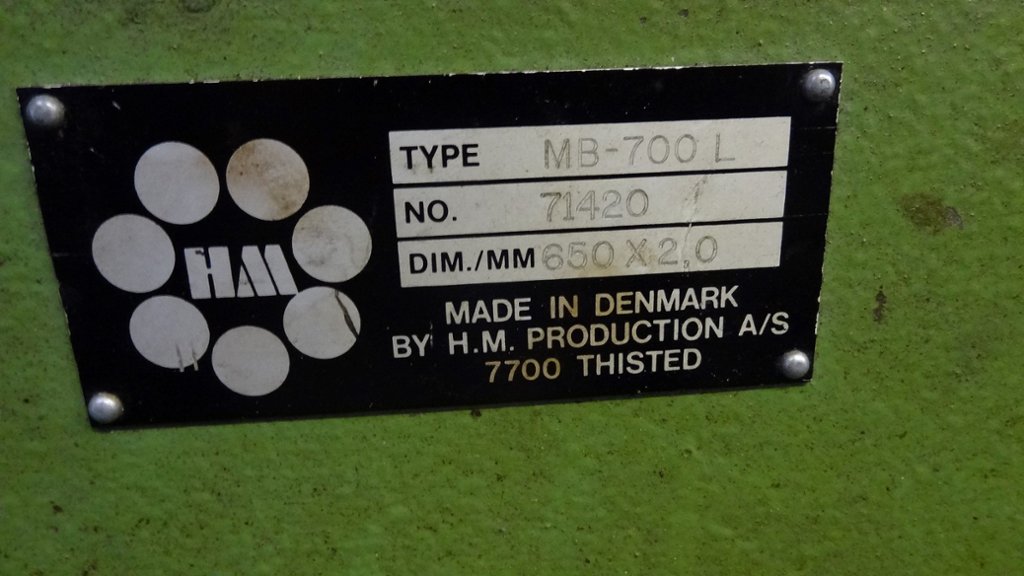 HM
TYPE MB-700 L
NO. 71420
DIM./MM 650 X 2,0
MADE IN DENMARK
BY H.M. PRODUCTION A/S
7700 THISTED